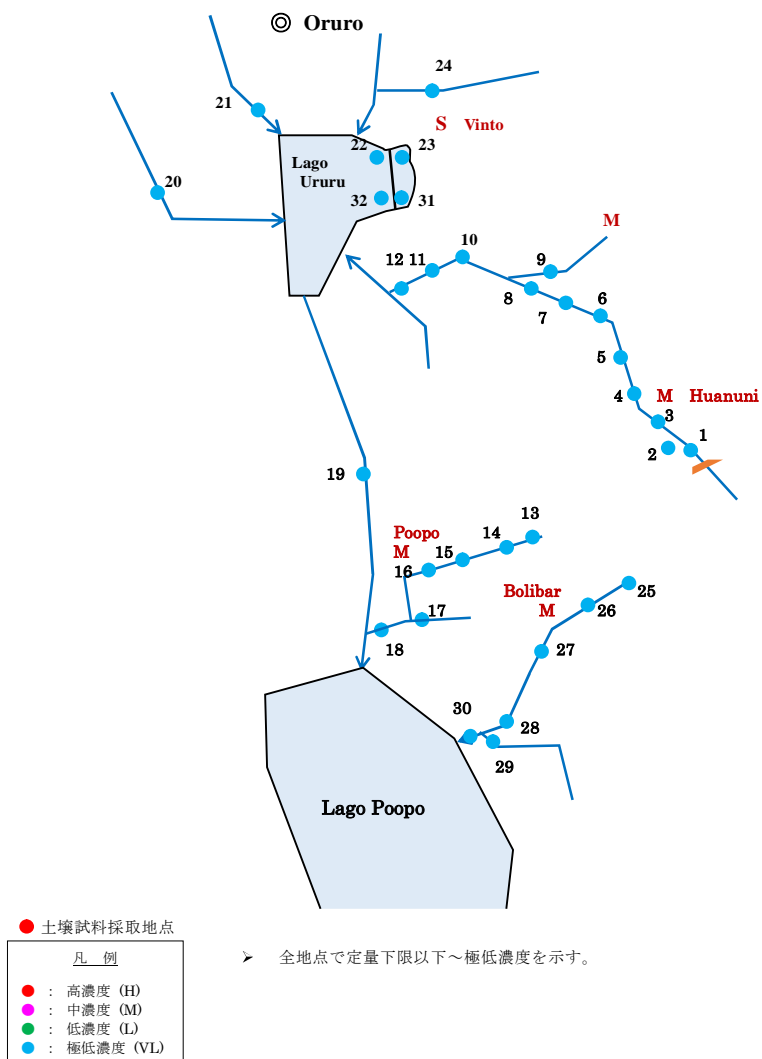 ◎ Oruro
24
21
S Vinto
22
23
Lago
Ururu
20
32
31
M
10
9
12
11
8
6
7
5
4
M Huanuni
3
1
2
19
13
Poopo
14
M
15
16
Bolibar
25
M
26
17
27
18
30
28
29
Lago Poopo
● 土壌試料採取地点
凡 例
➢ 全地点で定量下限以下~極低濃度を示す。
● : 高濃度 (H)
● : 中濃度 (M)
● : 低濃度 (L)
● : 極低濃度 (VL)